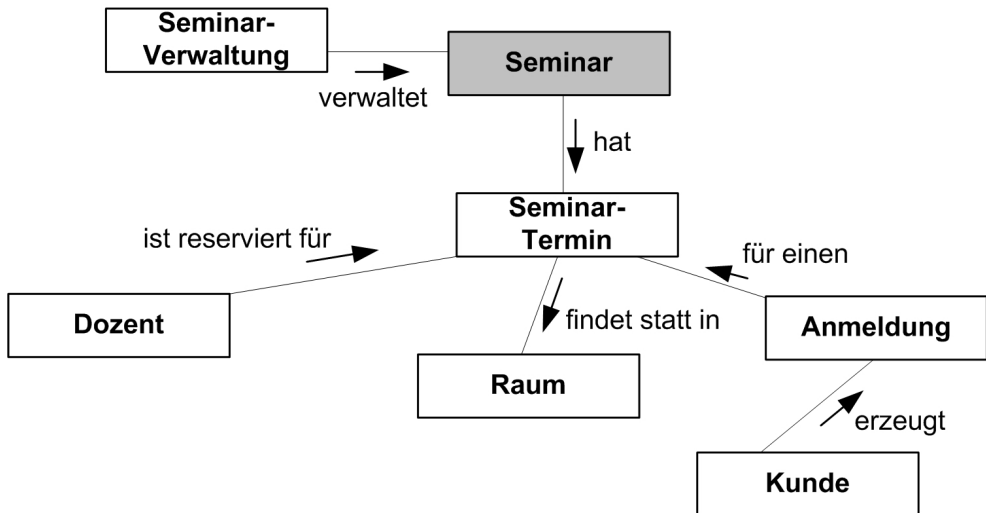 Seminar-
Verwaltung
Seminar
verwaltet
hat
Seminar-
Termin
ist reserviert für
für einen
Dozent
findet statt in
Anmeldung
Raum
erzeugt
Kunde